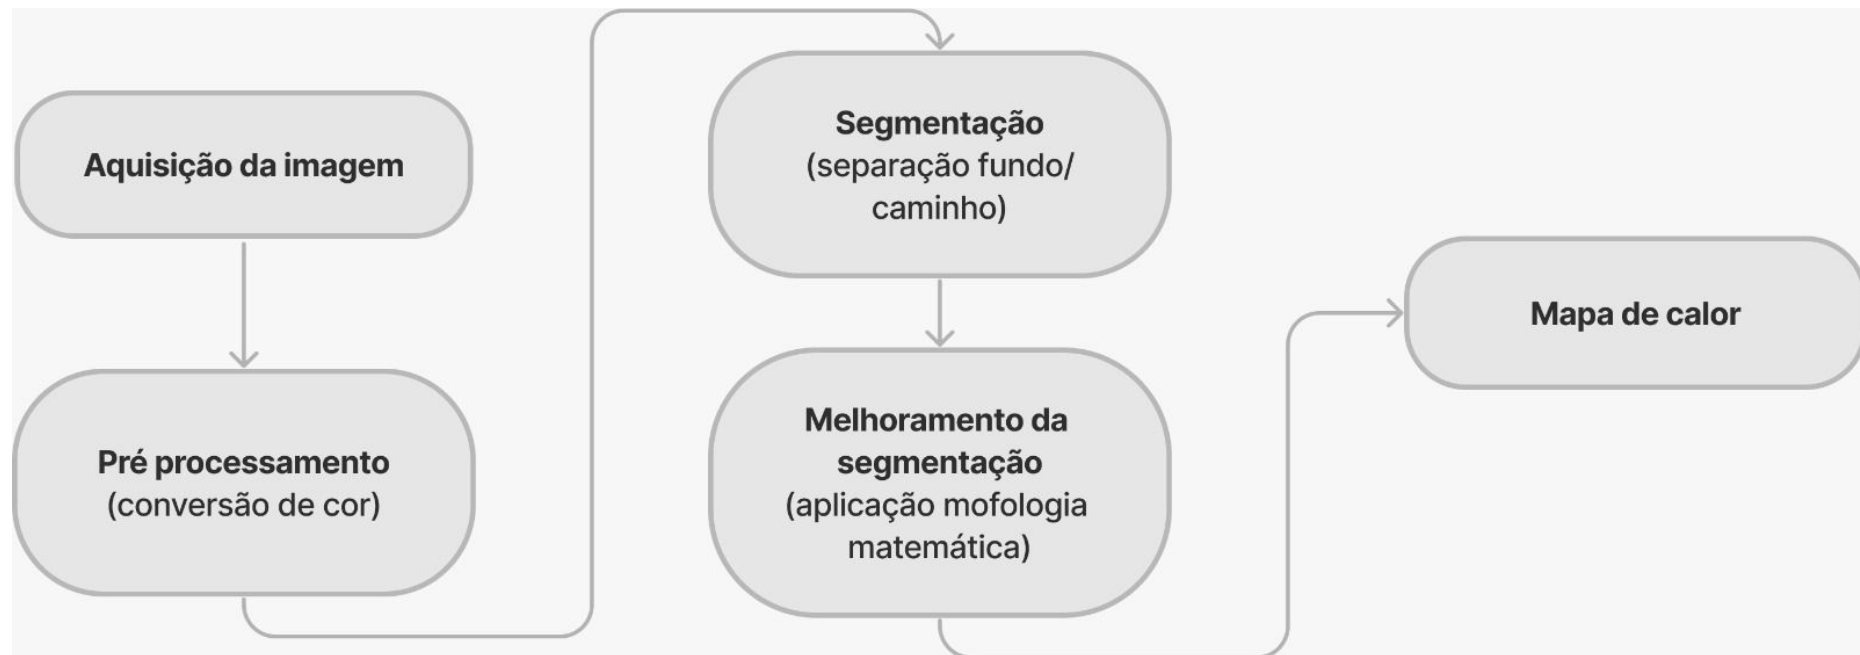 Aquisição da imagem
Pré processamento
(conversão de cor)
Segmentação
(separação fundo/
caminho)
Melhoramento da
segmentação
(aplicação mofologia
matemática)
Mapa de calor